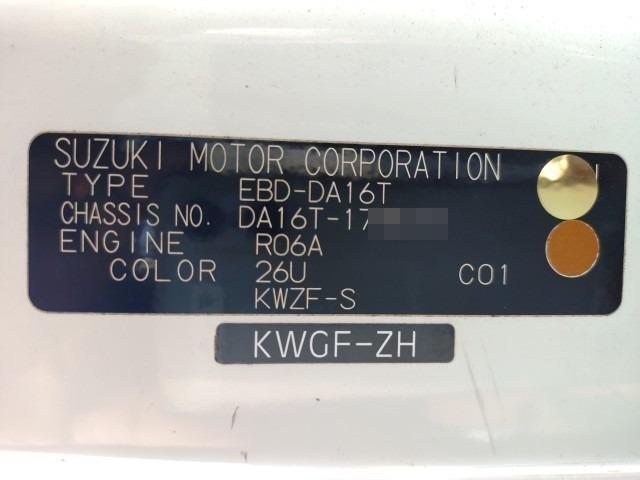 SUZUKI MOTOR CORPORATION
TYPE EBD-DA16T
CHASSIS NO. DA16T-17
ENGINE R06A
COLOR 26U C01
KWZF-S
KWGF-ZH